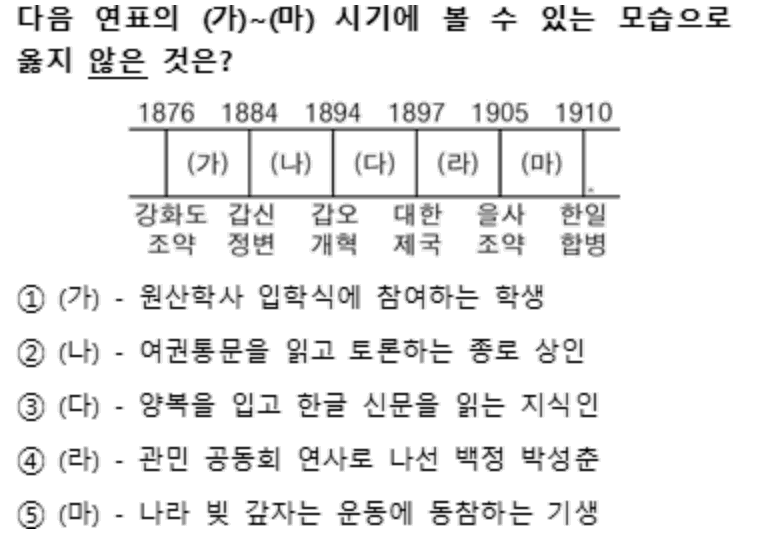 다음 연표의 (가)~(마) 시기에 볼 수 있는 모습으로
옳지 않은 것은?
1876 1884 1894 1897 1905 1910
(가) (나) (다) (라) (마)
강화도 갑신 갑오 대한 을사 한일
조약 정변 개혁 제국 조약 합병
① (가) - 원산학사 입학식에 참여하는 학생
② (나) - 여권통문을 읽고 토론하는 종로 상인
③ (다) - 양복을 입고 한글 신문을 읽는 지식인
④ (라) - 관민 공동회 연사로 나선 백정 박성춘
⑤ (마) - 나라 빚 갚자는 운동에 동참하는 기생